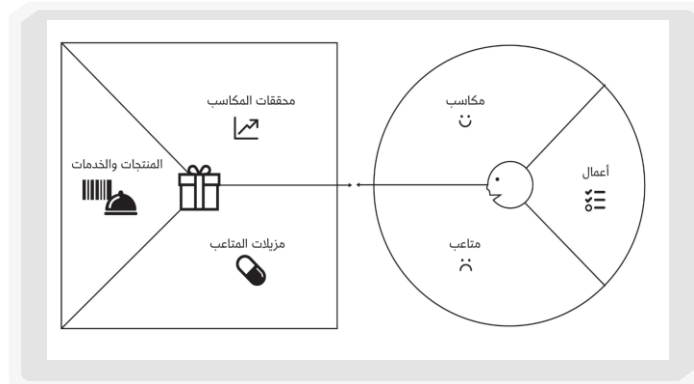 محققات المكاسب
المنتجات والخدمات
مزيلات المتاعب
مكاسب
أعمال
متاعب